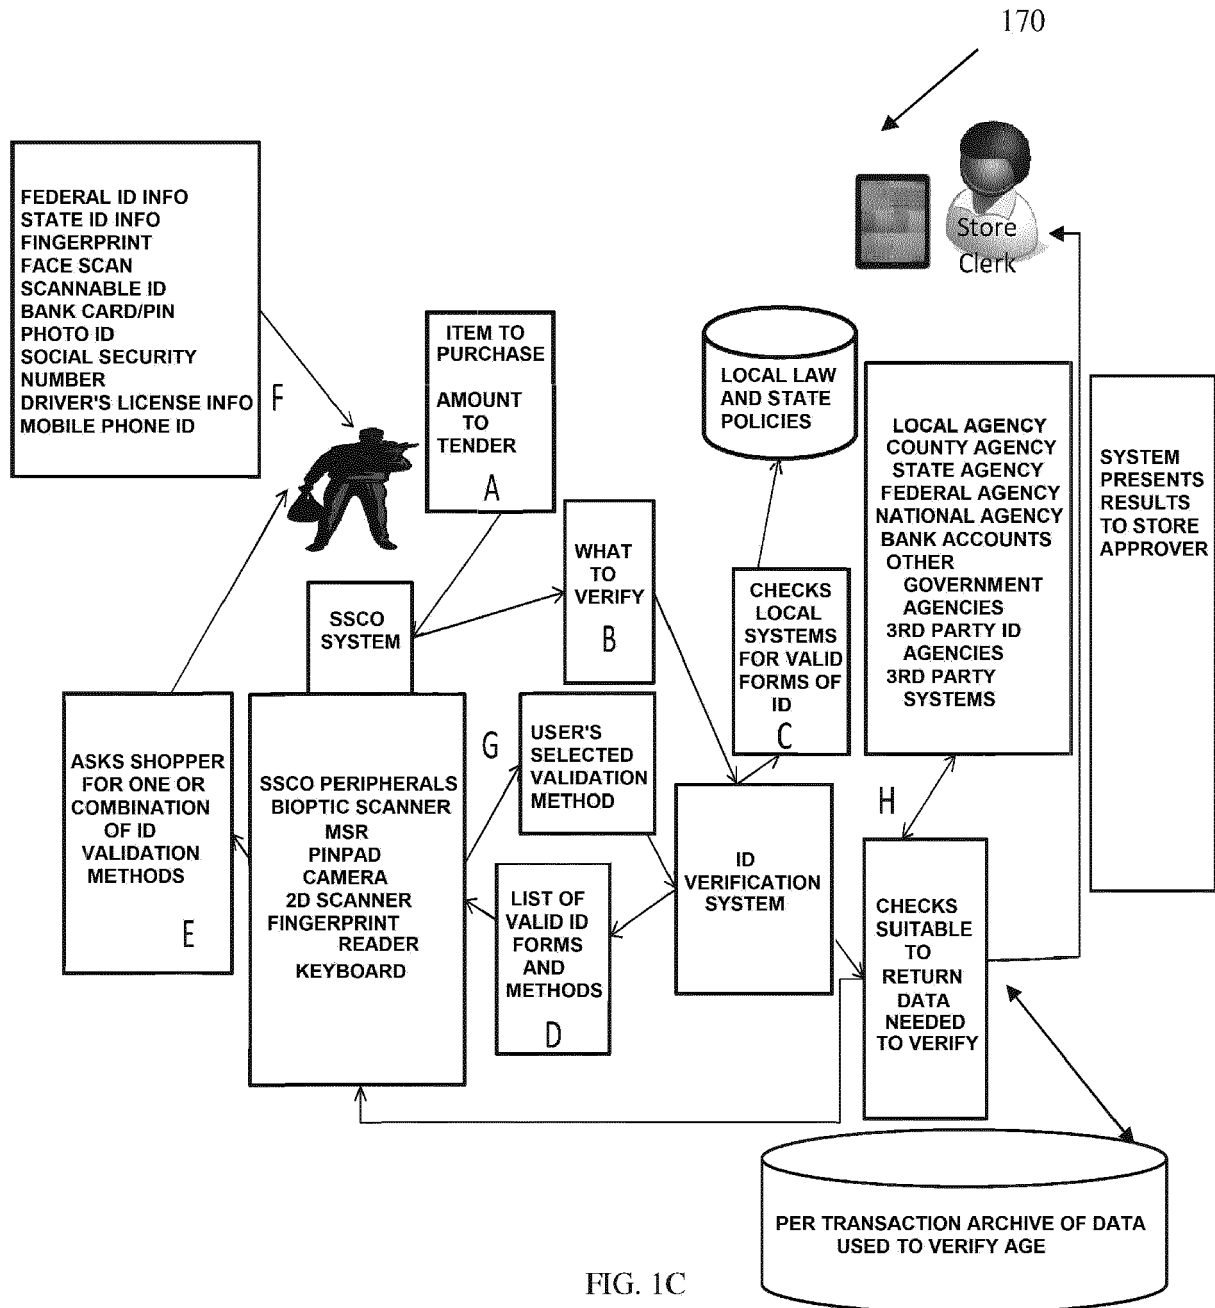 170
Store
Clerk
FEDERAL ID INFO
STATE ID INFO
FINGERPRINT
FACE SCAN
SCANNABLE ID
BANK CARD/PIN
PHOTO ID
SOCIAL SECURITY
NUMBER
DRIVER'S LICENSE INFO
MOBILE PHONE ID
F
ITEM TO
PURCHASE
AMOUNT
TO
TENDER
A
LOCAL LAW
AND STATE
POLICIES
LOCAL AGENCY
COUNTY AGENCY
STATE AGENCY
FEDERAL AGENCY
NATIONAL AGENCY
BANK ACCOUNTS
OTHER
GOVERNMENT
AGENCIES
3RD PARTY ID
AGENCIES
3RD PARTY
SYSTEMS
SYSTEM
PRESENTS
RESULTS
TO STORE
APPROVER
WHAT
TO
VERIFY
B
CHECKS
LOCAL
SYSTEMS
FOR VALID
FORMS OF
ID
C
SSCO
SYSTEM
ASKS SHOPPER
FOR ONE OR
COMBINATION
OF ID
VALIDATION
METHODS
E
SSCO PERIPHERALS
BIOPTIC SCANNER
MSR
PINPAD
CAMERA
2D SCANNER
FINGERPRINT
READER
KEYBOARD
G
USER'S
SELECTED
VALIDATION
METHOD
LIST OF
VALID ID
FORMS
AND
METHODS
D
ID
VERIFICATION
SYSTEM
H
CHECKS
SUITABLE
TO
RETURN
DATA
NEEDED
TO VERIFY
PER TRANSACTION ARCHIVE OF DATA
USED TO VERIFY AGE
FIG. 1C